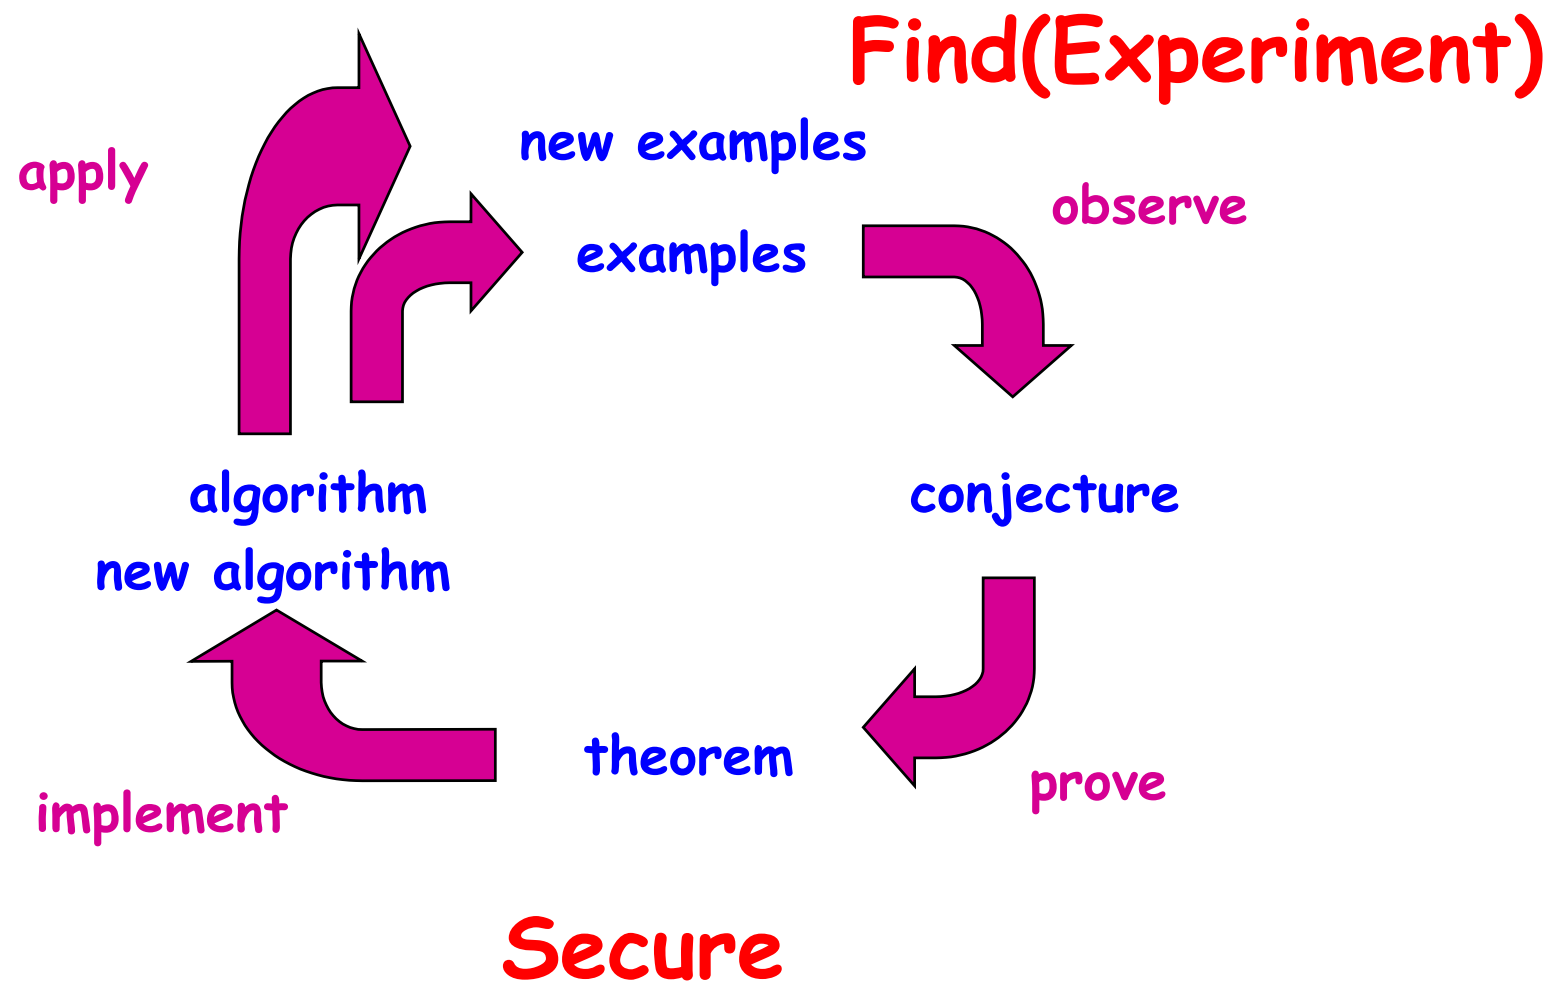 Find(Experiment)
new examples
apply
observe
examples
algorithm
conjecture
new algorithm
theorem
prove
implement
Secure